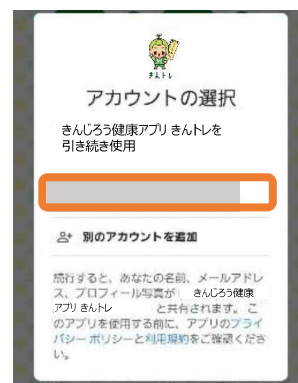 きんトレ
アカウントの選択
きんじろう健康アプリ きんトレを
引き続き使用
別のアカウントを追加
続行すると、あなたの名前、メールアドレ
ス、プロフィール写真が きんじろう健康
アプリ きんトレ と共有されます。こ
のアプリを使用する前に、アプリのプライ
バシー ポリシーと利用規約をご確認くださ
い。